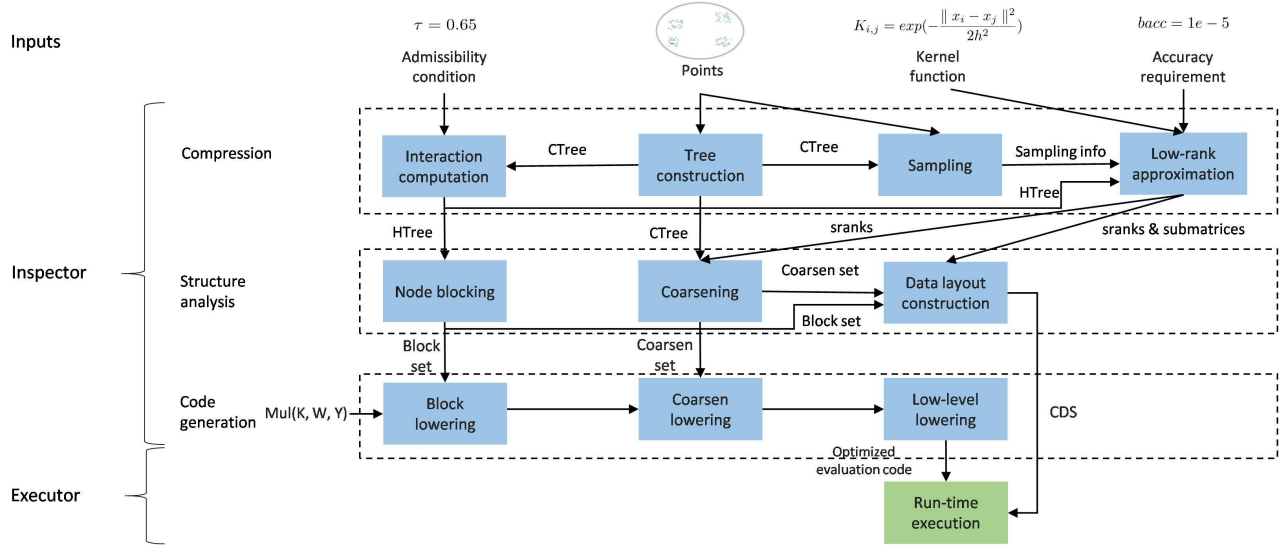 Inputs
τ = 0.65
Admissibility
condition
Points
K_{i,j} = exp(-\frac{\| x_i - x_j \|^2}{2h^2})
Kernel
function
bacc = 1e - 5
Accuracy
requirement
Inspector
Compression
Interaction
computation
CTree
Tree
construction
CTree
Sampling
Sampling info
Low-rank
approximation
HTree
HTree
CTree
sranks
sranks & submatrices
Structure
analysis
Node blocking
Coarsening
Coarsen set
Data layout
construction
Block set
Block
set
Coarsen
set
Code
generation
Mul(K, W, Y)
Block
lowering
Coarsen
lowering
Low-level
lowering
CDS
Optimized
evaluation code
Executor
Run-time
execution